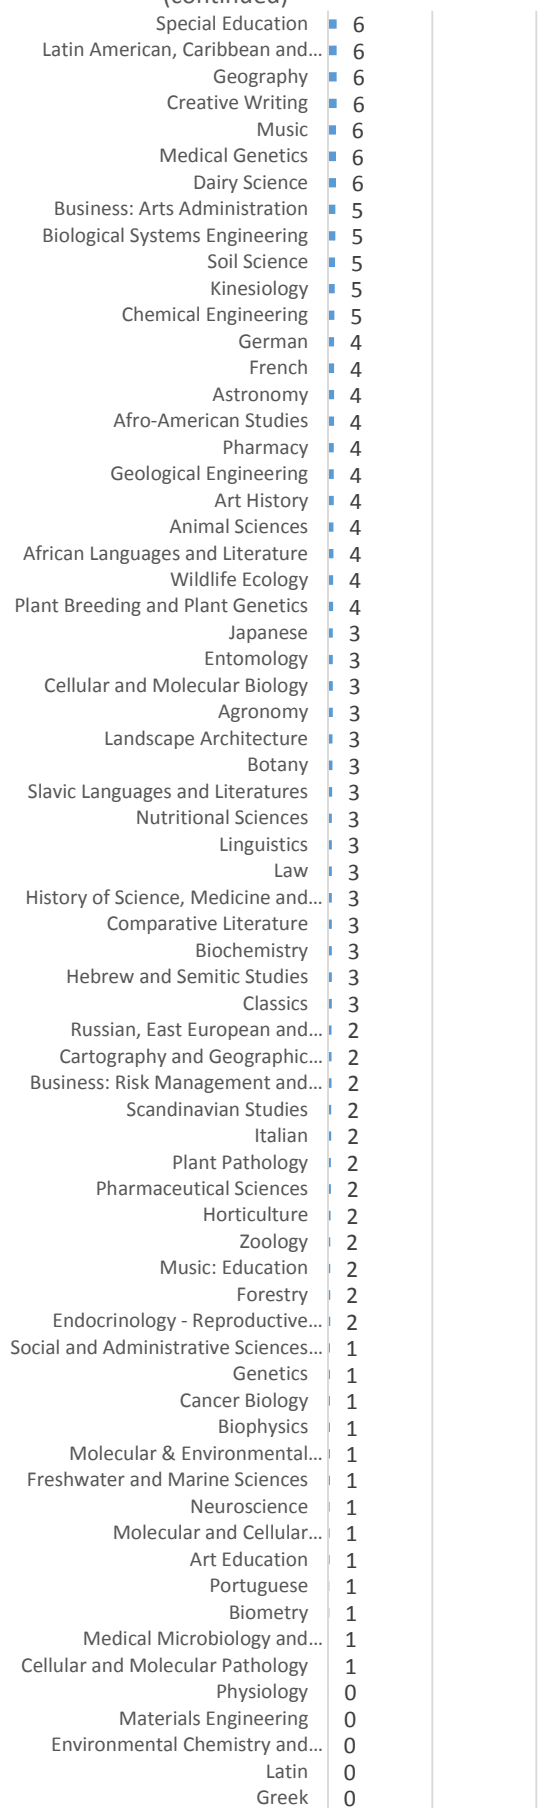 (continued)
Special Education 6
Latin American, Caribbean and... 6
Geography 6
Creative Writing 6
Music 6
Medical Genetics 6
Dairy Science 6
Business: Arts Administration 5
Biological Systems Engineering 5
Soil Science 5
Kinesiology 5
Chemical Engineering 5
German 4
French 4
Astronomy 4
Afro-American Studies 4
Pharmacy 4
Geological Engineering 4
Art History 4
Animal Sciences 4
African Languages and Literature 4
Wildlife Ecology 4
Plant Breeding and Plant Genetics 4
Japanese 3
Entomology 3
Cellular and Molecular Biology 3
Agronomy 3
Landscape Architecture 3
Botany 3
Slavic Languages and Literatures 3
Nutritional Sciences 3
Linguistics 3
Law 3
History of Science, Medicine and... 3
Comparative Literature 3
Biochemistry 3
Hebrew and Semitic Studies 3
Classics 3
Russian, East European and... 2
Cartography and Geographic... 2
Business: Risk Management and... 2
Scandinavian Studies 2
Italian 2
Plant Pathology 2
Pharmaceutical Sciences 2
Horticulture 2
Zoology 2
Music: Education 2
Forestry 2
Endocrinology - Reproductive... 2
Social and Administrative Sciences... 1
Genetics 1
Cancer Biology 1
Biophysics 1
Molecular & Environmental... 1
Freshwater and Marine Sciences 1
Neuroscience 1
Molecular and Cellular... 1
Art Education 1
Portuguese 1
Biometry 1
Medical Microbiology and... 1
Cellular and Molecular Pathology 1
Physiology 0
Materials Engineering 0
Environmental Chemistry and... 0
Latin 0
Greek 0